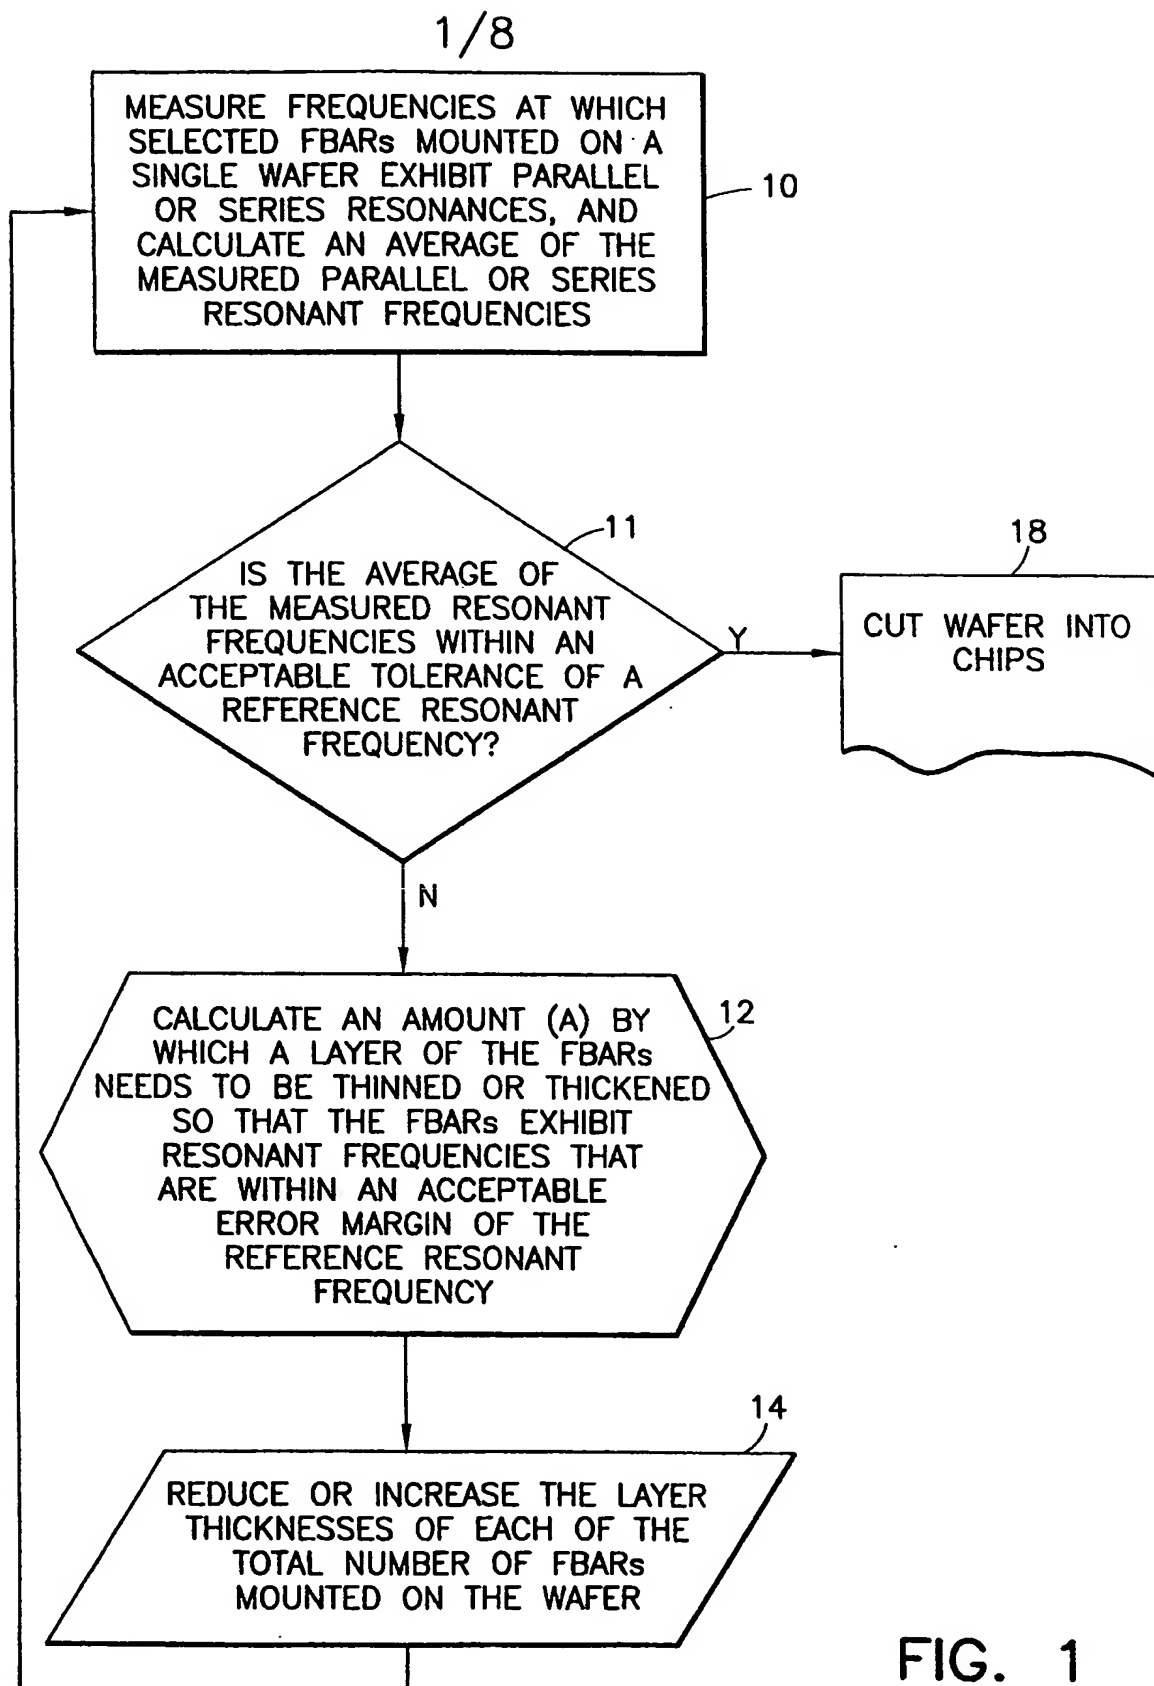 1/8
MEASURE FREQUENCIES AT WHICH
SELECTED FBARs MOUNTED ON A
SINGLE WAFER EXHIBIT PARALLEL
OR SERIES RESONANCES, AND
CALCULATE AN AVERAGE OF THE
MEASURED PARALLEL OR SERIES
RESONANT FREQUENCIES
10
11
IS THE AVERAGE OF
THE MEASURED RESONANT
FREQUENCIES WITHIN AN
ACCEPTABLE TOLERANCE OF A
REFERENCE RESONANT
FREQUENCY?
Y
18
CUT WAFER INTO
CHIPS
N
12
CALCULATE AN AMOUNT (A) BY
WHICH A LAYER OF THE FBARs
NEEDS TO BE THINNED OR THICKENED
SO THAT THE FBARs EXHIBIT
RESONANT FREQUENCIES THAT
ARE WITHIN AN ACCEPTABLE
ERROR MARGIN OF THE
REFERENCE RESONANT
FREQUENCY
14
REDUCE OR INCREASE THE LAYER
THICKNESSES OF EACH OF THE
TOTAL NUMBER OF FBARs
MOUNTED ON THE WAFER
FIG. 1